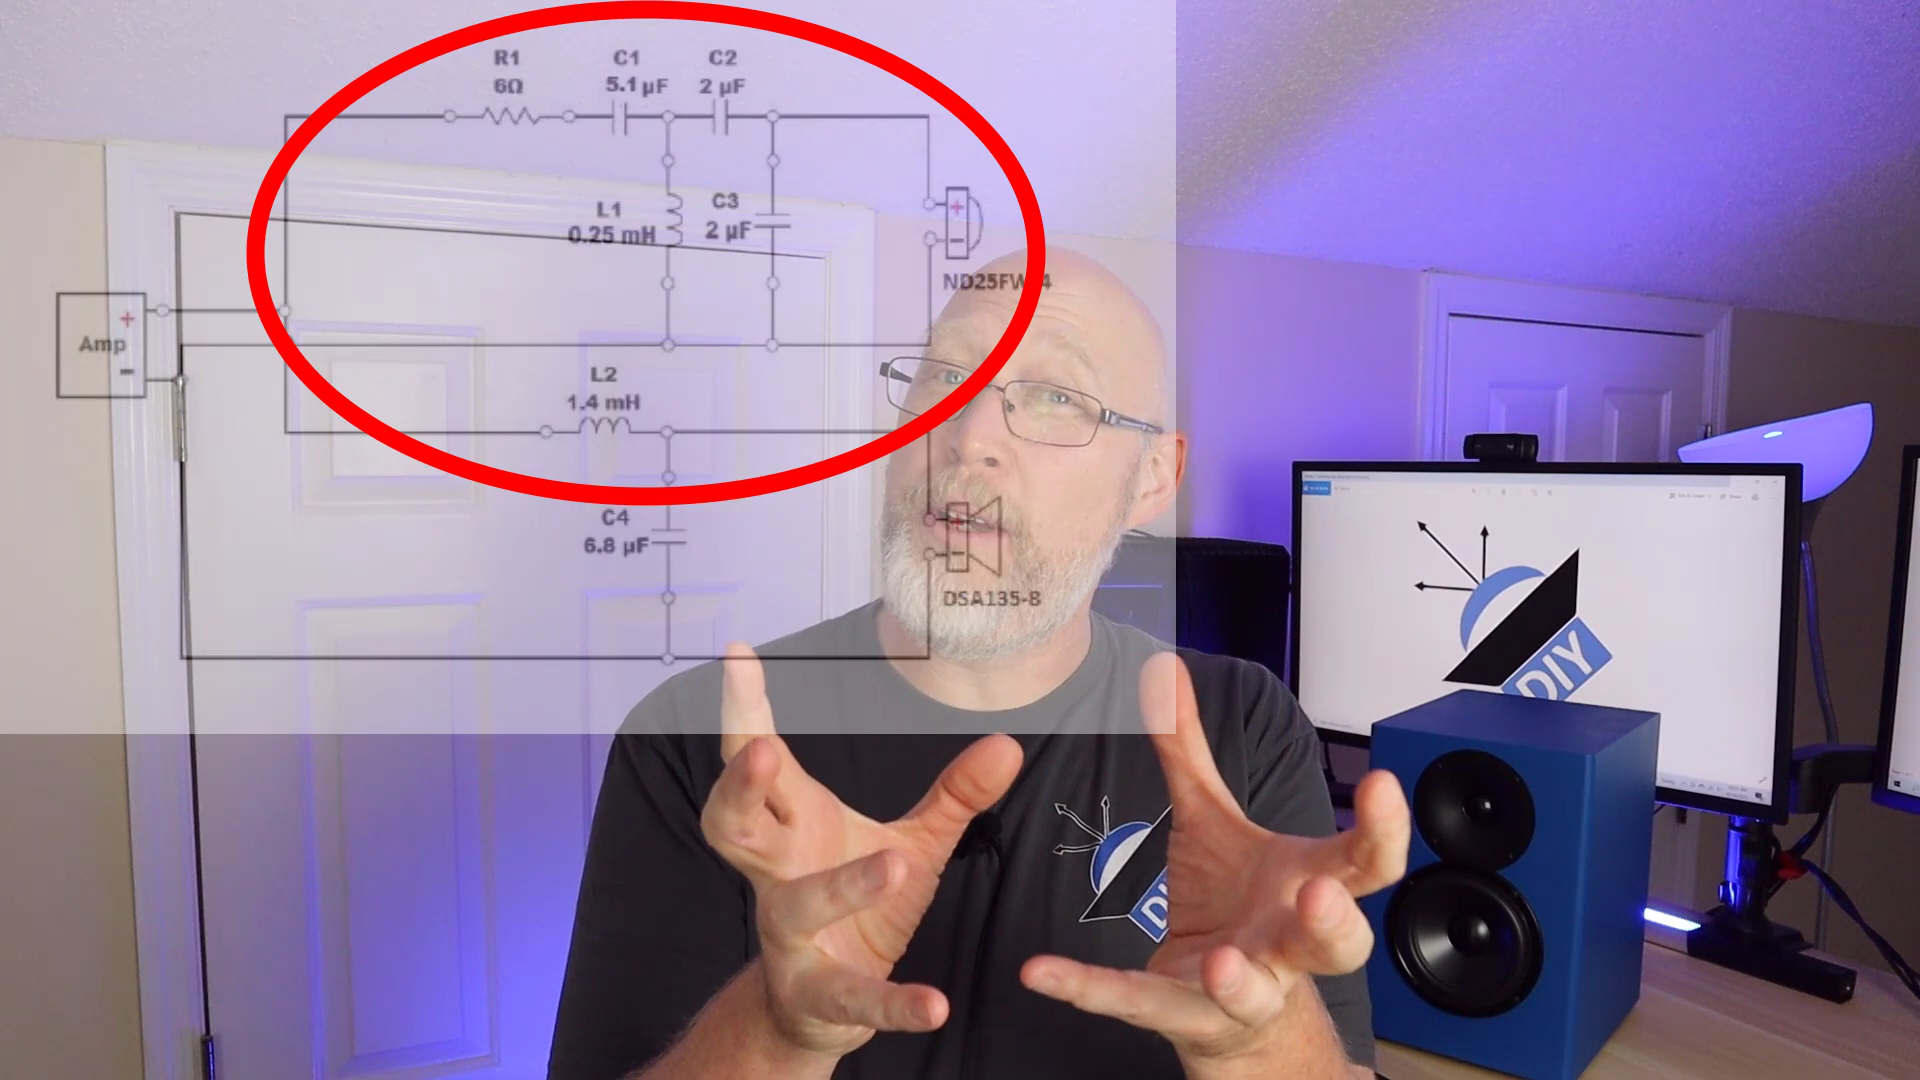 R1
6Ω
C1
5.1 µF
C2
2 µF
L1
0.25 mH
C3
2 µF
+
−
Amp
+
−
L2
1.4 mH
C4
6.8 µF
+
−
DSA135-8
DIY